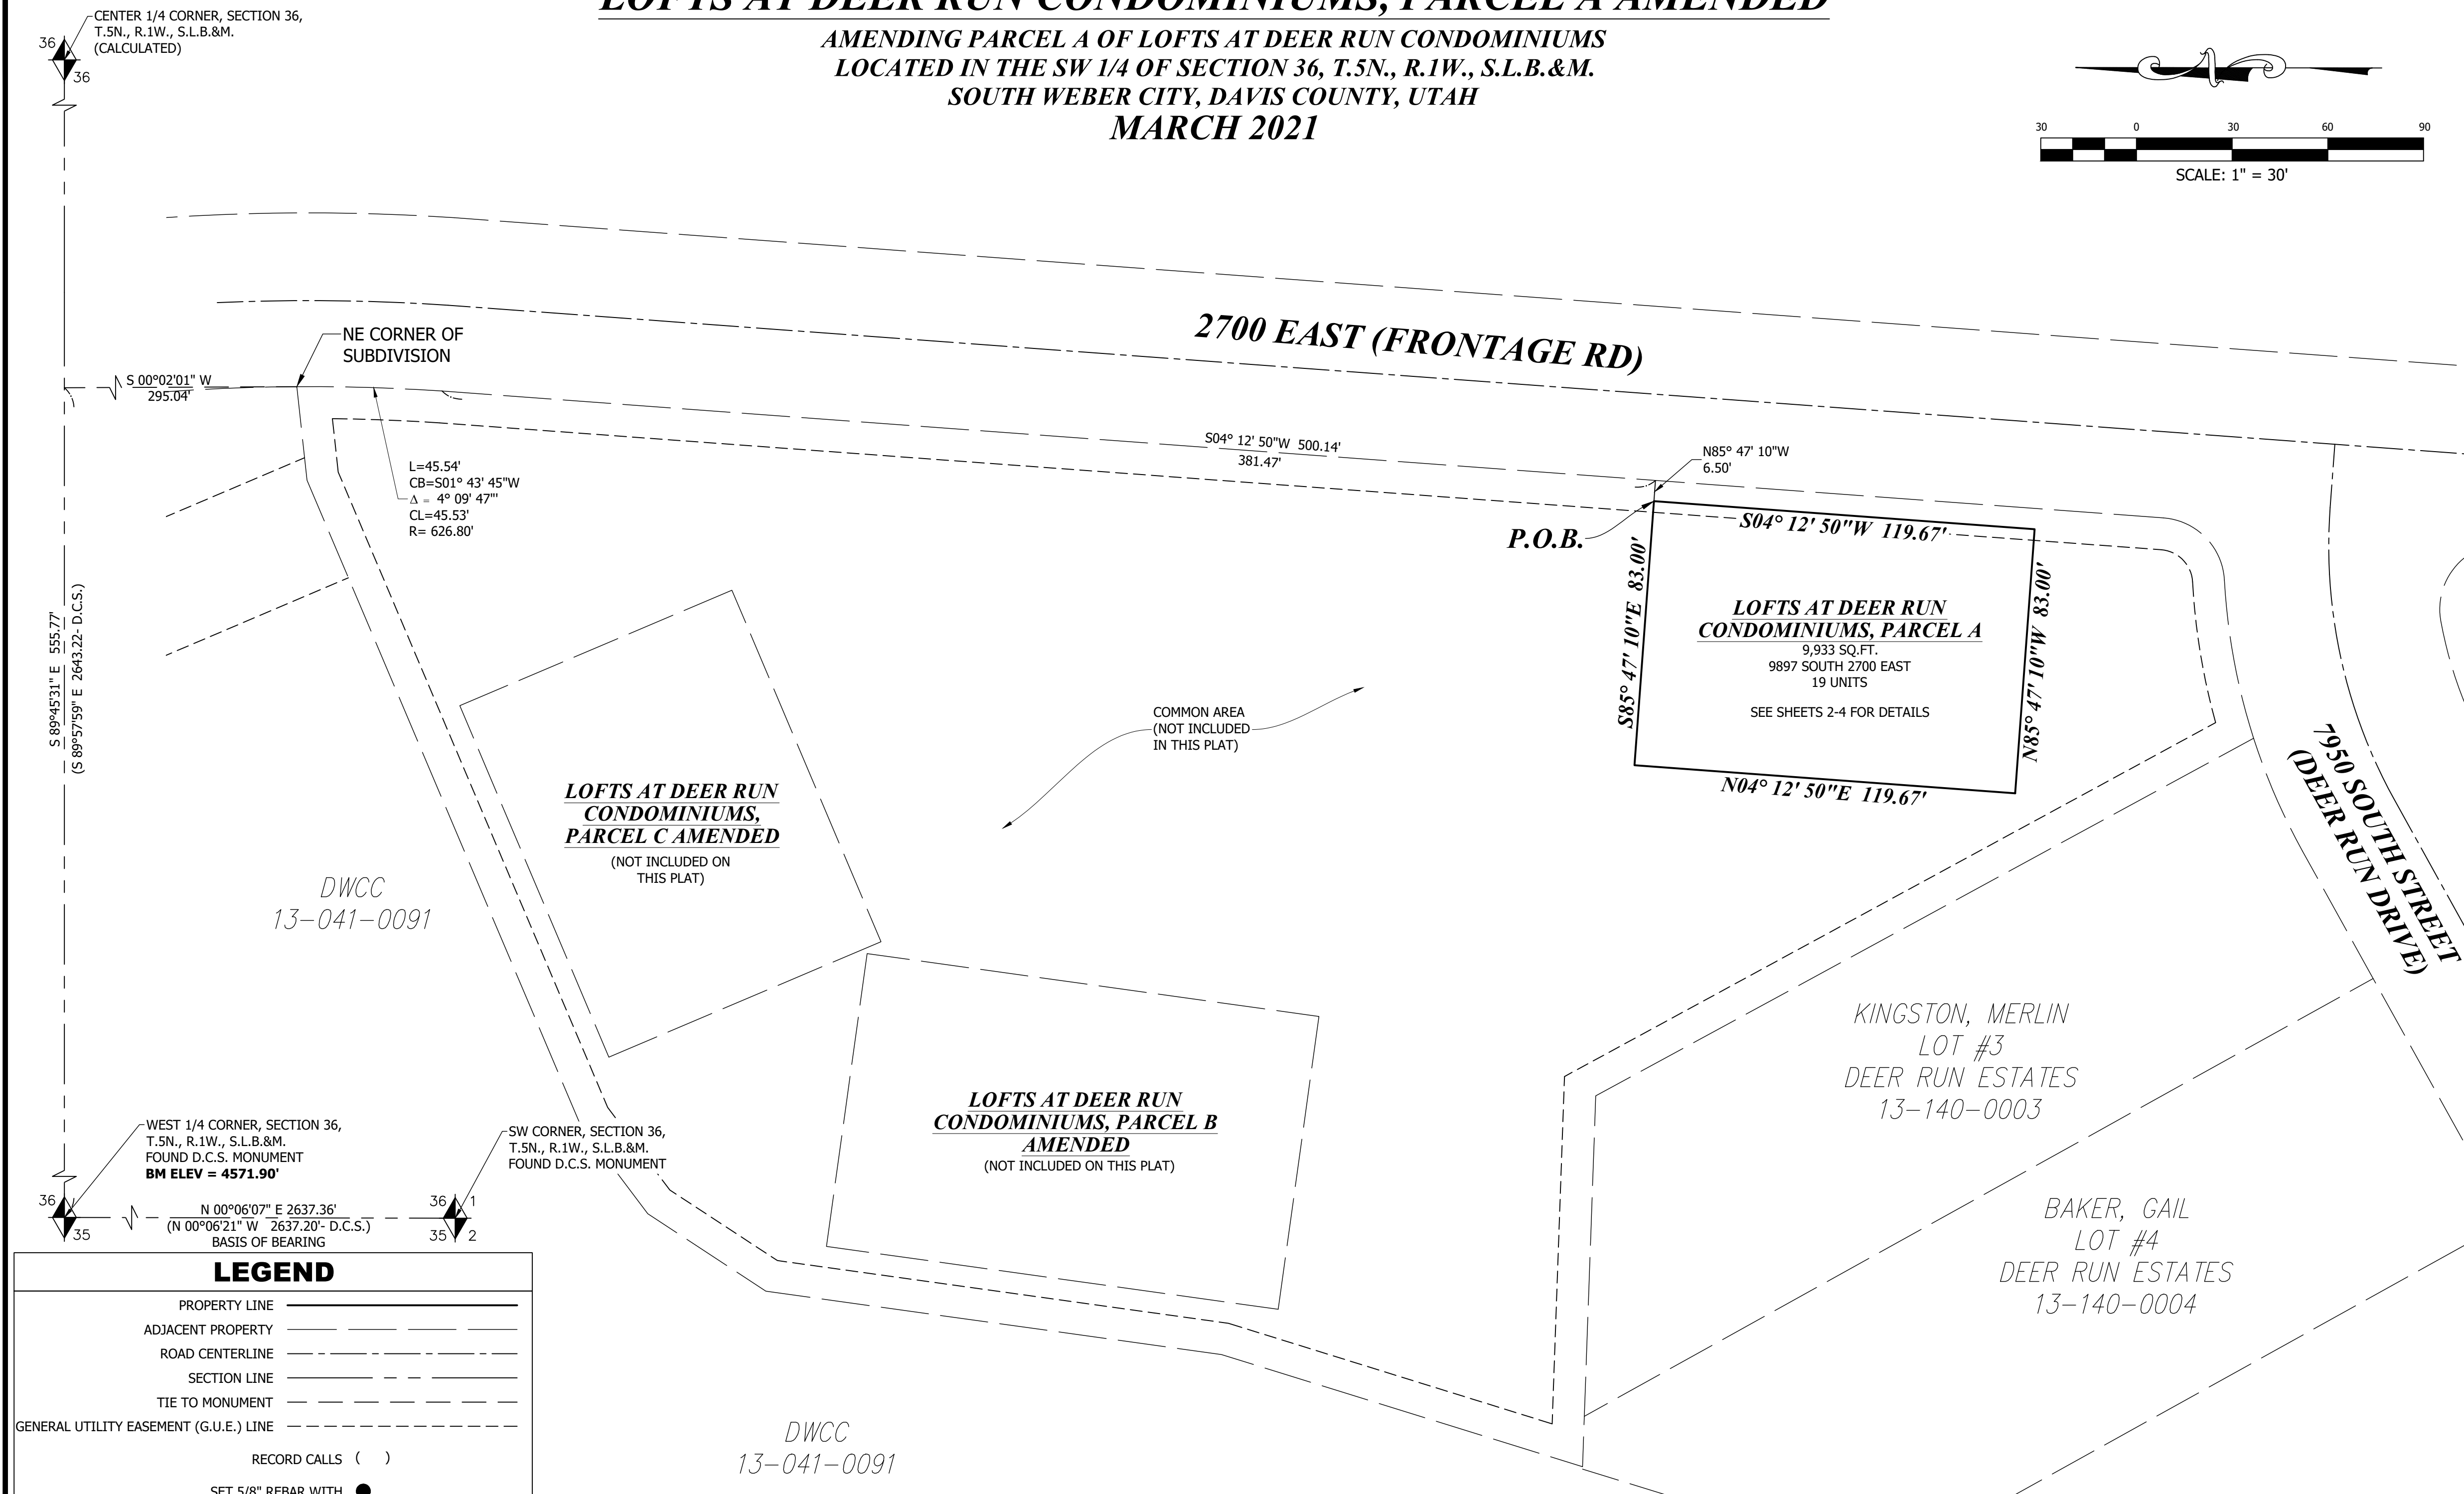 LOFTS AT DEER RUN CONDOMINIUMS, PARCEL A AMENDED
AMENDING PARCEL A OF LOFTS AT DEER RUN CONDOMINIUMS
LOCATED IN THE SW 1/4 OF SECTION 36, T.5N., R.1W., S.L.B.&M.
SOUTH WEBER CITY, DAVIS COUNTY, UTAH
MARCH 2021
CENTER 1/4 CORNER, SECTION 36,
T.5N., R.1W., S.L.B.&M.
(CALCULATED)
36
36
N
30 0 30 60 90
SCALE: 1" = 30'
NE CORNER OF
SUBDIVISION
S 00°02'01" W
295.04'
2700 EAST (FRONTAGE RD)
L=45.54'
CB=S01° 43' 45"W
Δ = 4° 09' 47"'
CL=45.53'
R= 626.80'
S04° 12' 50"W 500.14'
381.47'
N85° 47' 10"W
6.50'
P.O.B.
S04° 12' 50"W 119.67'
S85° 47' 10"E 83.00'
N85° 47' 10"W 83.00'
N04° 12' 50"E 119.67'
LOFTS AT DEER RUN
CONDOMINIUMS, PARCEL A
9,933 SQ.FT.
9897 SOUTH 2700 EAST
19 UNITS
SEE SHEETS 2-4 FOR DETAILS
S 89°45'31" E 555.77'
(S 89°57'59" E 2643.22- D.C.S.)
COMMON AREA
(NOT INCLUDED
IN THIS PLAT)
7950 SOUTH STREET
(DEER RUN DRIVE)
LOFTS AT DEER RUN
CONDOMINIUMS,
PARCEL C AMENDED
(NOT INCLUDED ON
THIS PLAT)
DWCC
13-041-0091
KINGSTON, MERLIN
LOT #3
DEER RUN ESTATES
13-140-0003
LOFTS AT DEER RUN
CONDOMINIUMS, PARCEL B
AMENDED
(NOT INCLUDED ON THIS PLAT)
WEST 1/4 CORNER, SECTION 36,
T.5N., R.1W., S.L.B.&M.
FOUND D.C.S. MONUMENT
BM ELEV = 4571.90'
SW CORNER, SECTION 36,
T.5N., R.1W., S.L.B.&M.
FOUND D.C.S. MONUMENT
36
35
N 00°06'07" E 2637.36'
(N 00°06'21" W 2637.20'- D.C.S.)
BASIS OF BEARING
36 1
35 2
BAKER, GAIL
LOT #4
DEER RUN ESTATES
13-140-0004
LEGEND
PROPERTY LINE
ADJACENT PROPERTY
ROAD CENTERLINE
SECTION LINE
TIE TO MONUMENT
GENERAL UTILITY EASEMENT (G.U.E.) LINE
RECORD CALLS ( )
SET 5/8" REBAR WITH
DWCC
13-041-0091